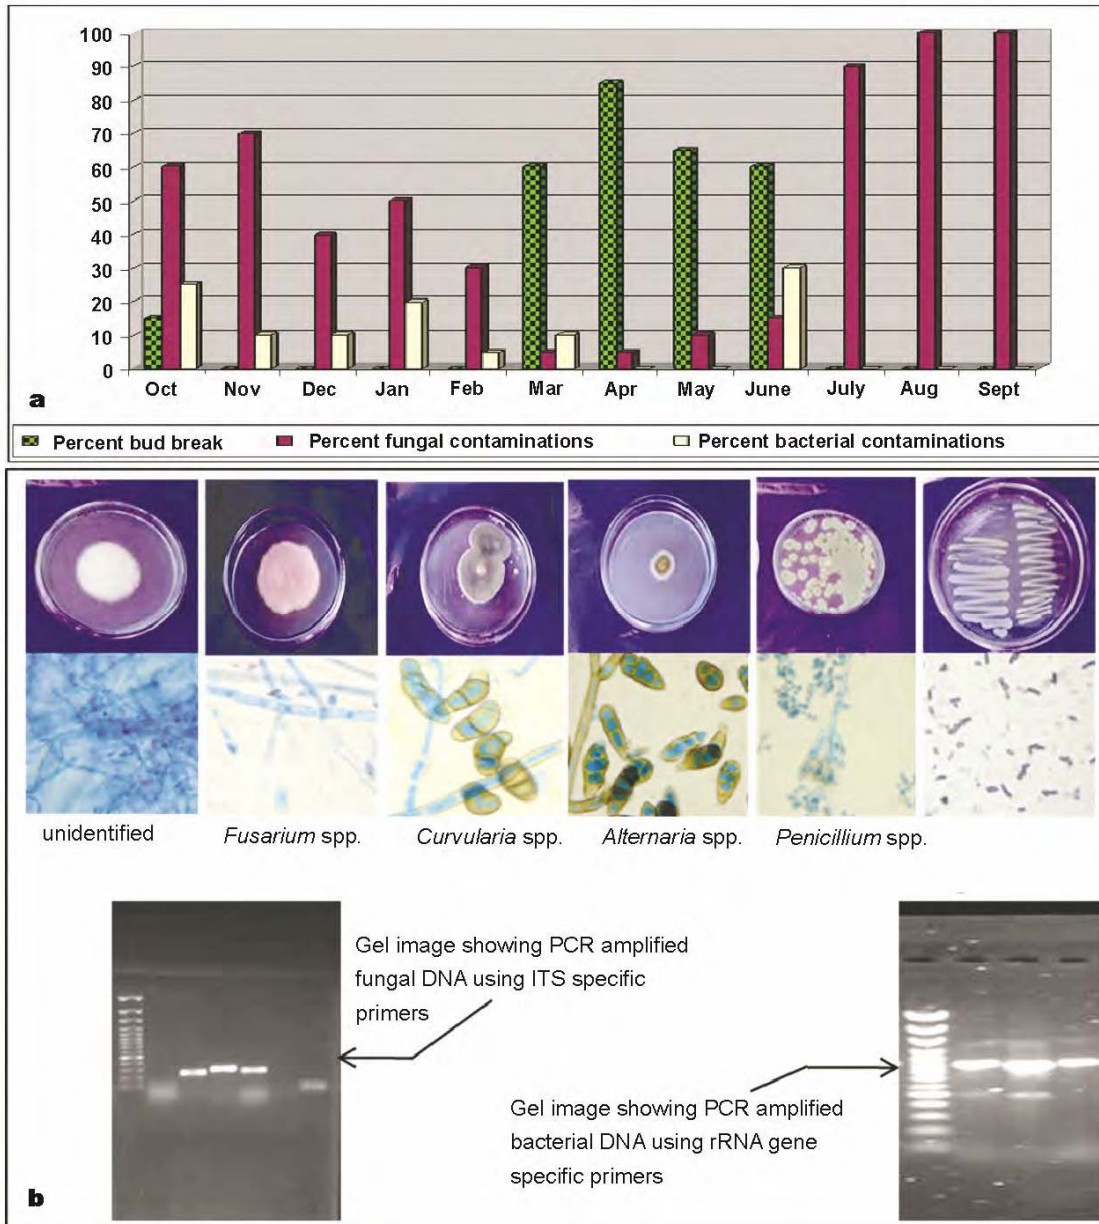 100
90
80
70
60
50
40
30
20
10
0
Oct Nov Dec Jan Feb Mar Apr May June July Aug Sept
a
Percent bud break Percent fungal contaminations Percent bacterial contaminations
unidentified Fusarium spp. Curvularia spp. Alternaria spp. Penicillium spp.
Gel image showing PCR amplified
fungal DNA using ITS specific
primers
Gel image showing PCR amplified
bacterial DNA using rRNA gene
specific primers
b